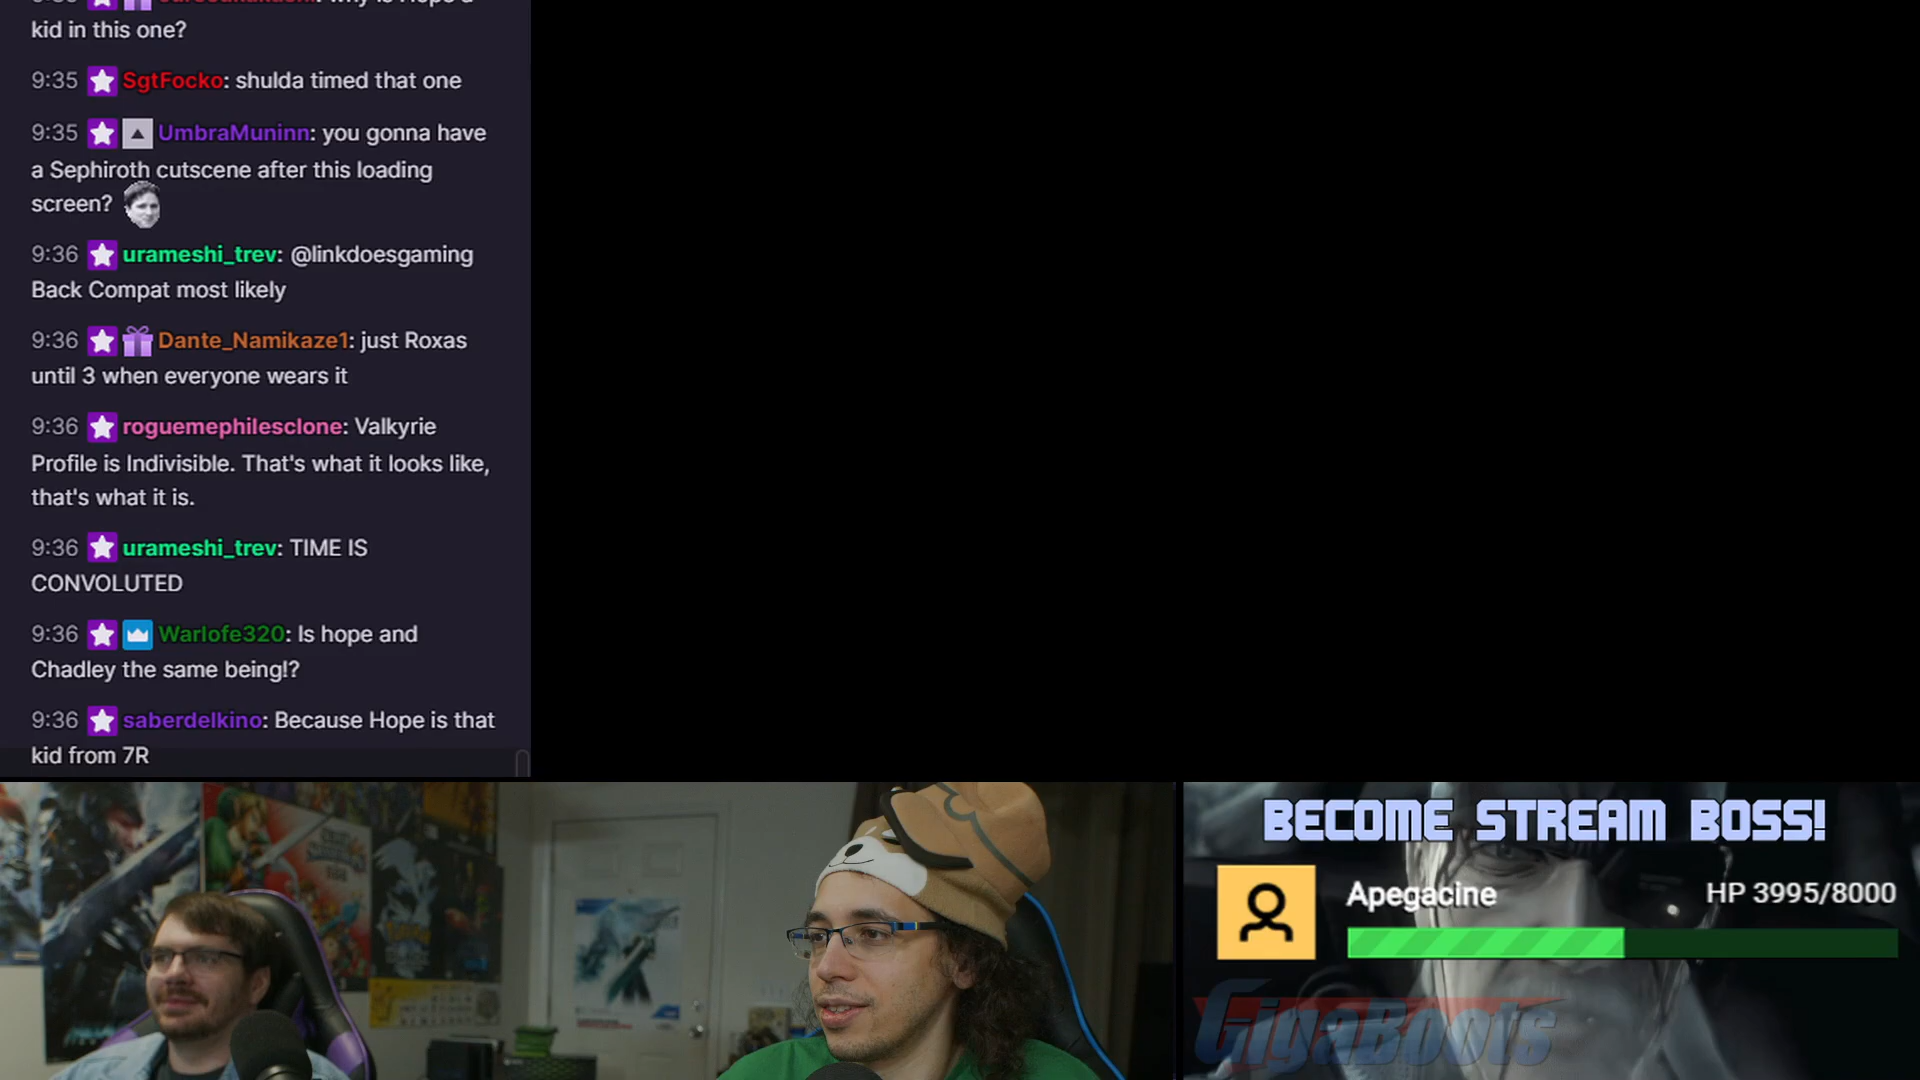 kid in this one?
9:35 SgtFocko: shulda timed that one
9:35 UmbraMuninn: you gonna have
a Sephiroth cutscene after this loading
screen?
9:36 urameshi_trev: @linkdoesgaming
Back Compat most likely
9:36 Dante_Namikaze1: just Roxas
until 3 when everyone wears it
9:36 roguemephilesclone: Valkyrie
Profile is Indivisible. That's what it looks like,
that's what it is.
9:36 urameshi_trev: TIME IS
CONVOLUTED
9:36 Warlofe320: Is hope and
Chadley the same being!?
9:36 saberdelkino: Because Hope is that
kid from 7R
BECOME STREAM BOSS!
Apegacine HP 3995/8000
GigaBoots